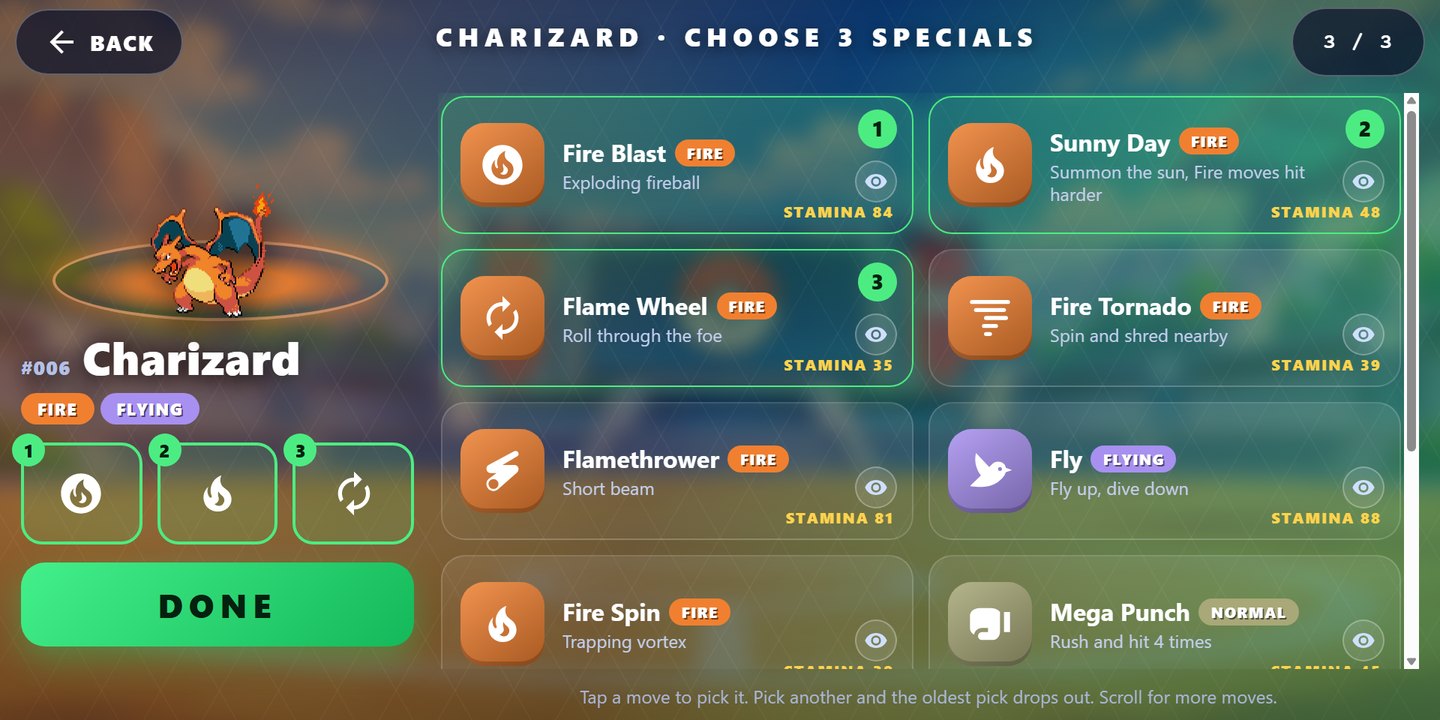 BACK
CHARIZARD · CHOOSE 3 SPECIALS
3 / 3
Fire Blast FIRE
Exploding fireball
1
STAMINA 84
Sunny Day FIRE
Summon the sun, Fire moves hit
harder
2
STAMINA 48
Flame Wheel FIRE
Roll through the foe
3
STAMINA 35
Fire Tornado FIRE
Spin and shred nearby
STAMINA 39
Flamethrower FIRE
Short beam
STAMINA 81
Fly FLYING
Fly up, dive down
STAMINA 88
Fire Spin FIRE
Trapping vortex
Mega Punch NORMAL
Rush and hit 4 times
#006 Charizard
FIRE FLYING
1 2 3
DONE
Tap a move to pick it. Pick another and the oldest pick drops out. Scroll for more moves.